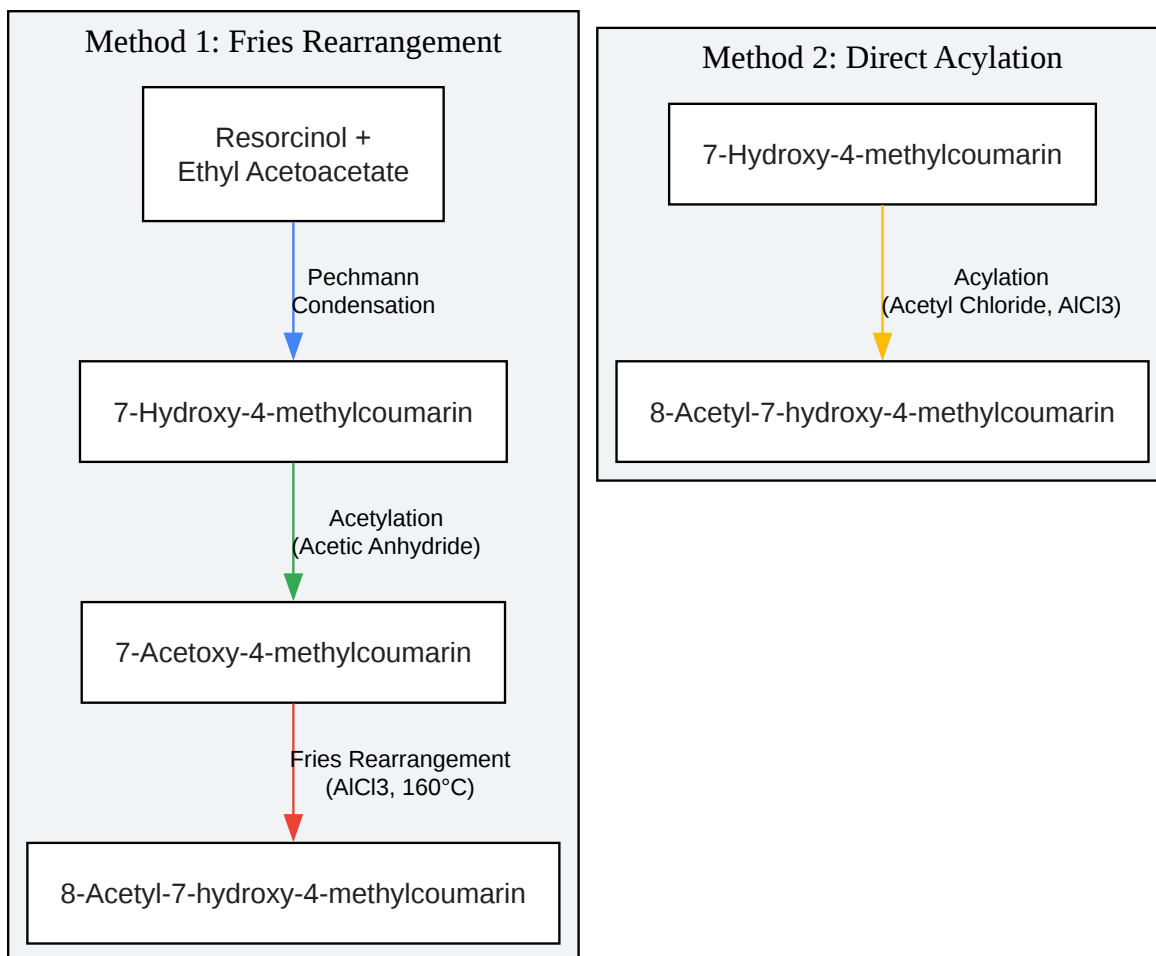 Method 1: Fries Rearrangement
Resorcinol +
Ethyl Acetoacetate
Pechmann
Condensation
7-Hydroxy-4-methylcoumarin
Acetylation
(Acetic Anhydride)
7-Acetoxy-4-methylcoumarin
Fries Rearrangement
(AlCl3, 160°C)
8-Acetyl-7-hydroxy-4-methylcoumarin
Method 2: Direct Acylation
7-Hydroxy-4-methylcoumarin
Acylation
(Acetyl Chloride, AlCl3)
8-Acetyl-7-hydroxy-4-methylcoumarin